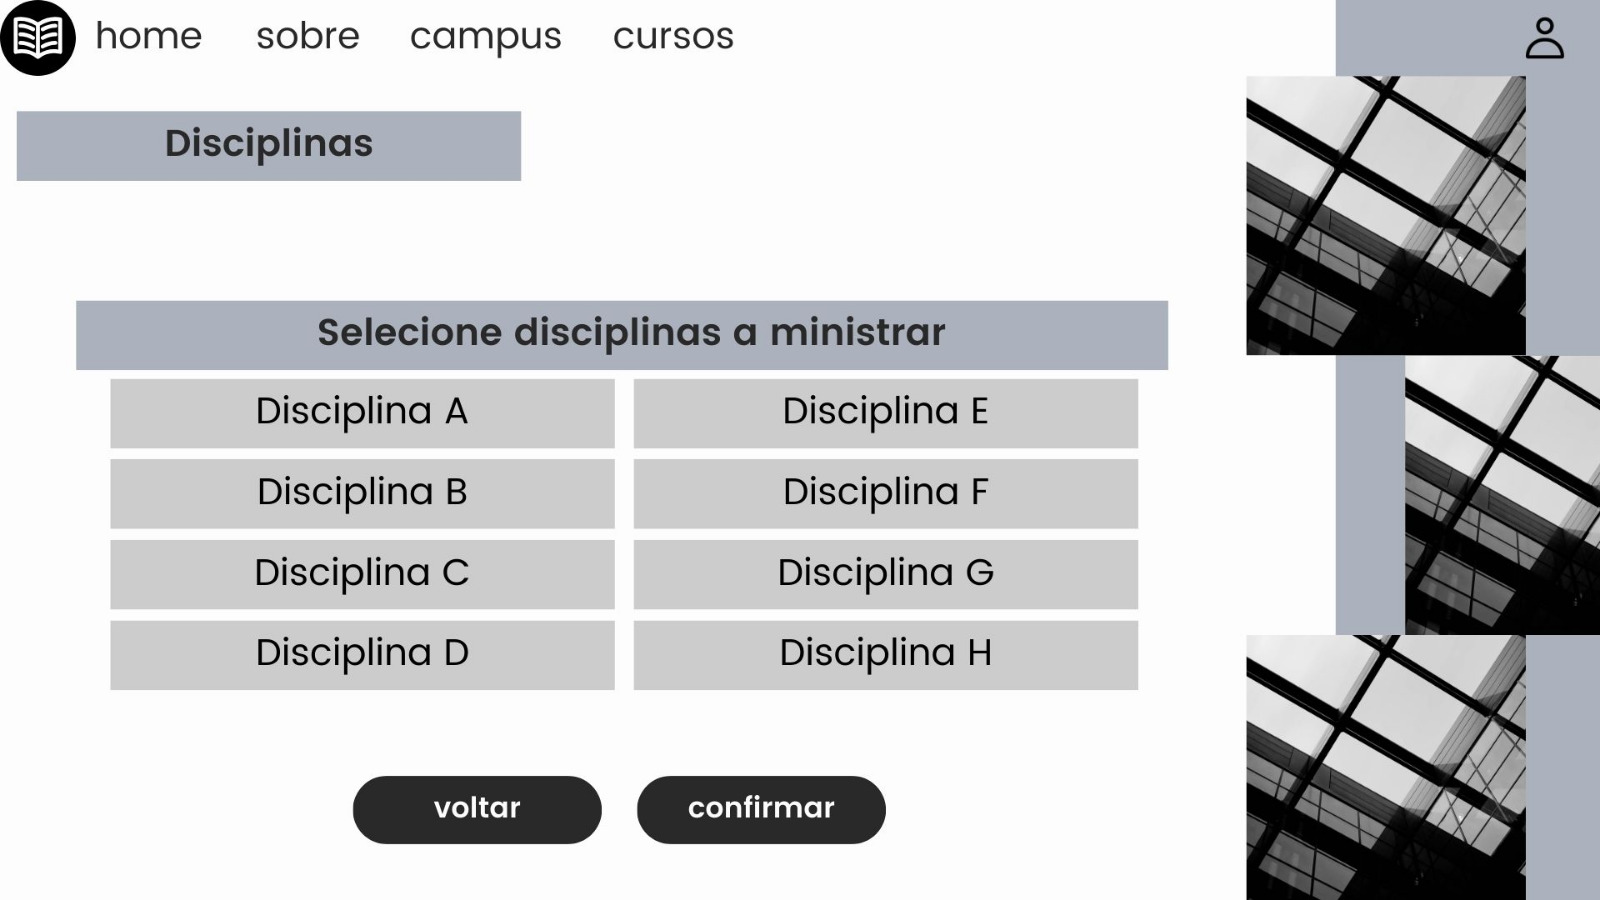 home sobre campus cursos
Disciplinas
Selecione disciplinas a ministrar
Disciplina A
Disciplina E
Disciplina B
Disciplina F
Disciplina C
Disciplina G
Disciplina D
Disciplina H
voltar
confirmar